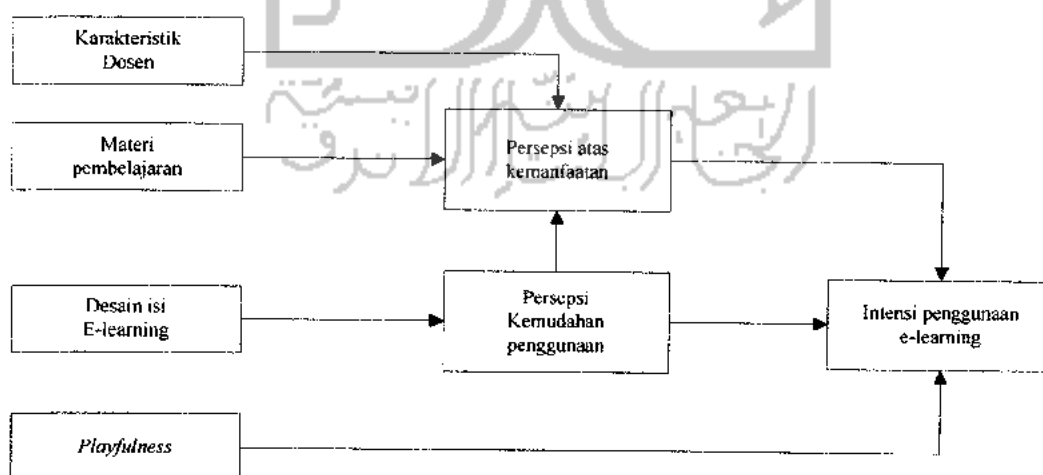 Karakteristik
Dosen
Materi
pembelajaran
Persepsi atas
kemanfaatan
Desain isi
E-learning
Persepsi
Kemudahan
penggunaan
Intensi penggunaan
e-learning
Playfulness